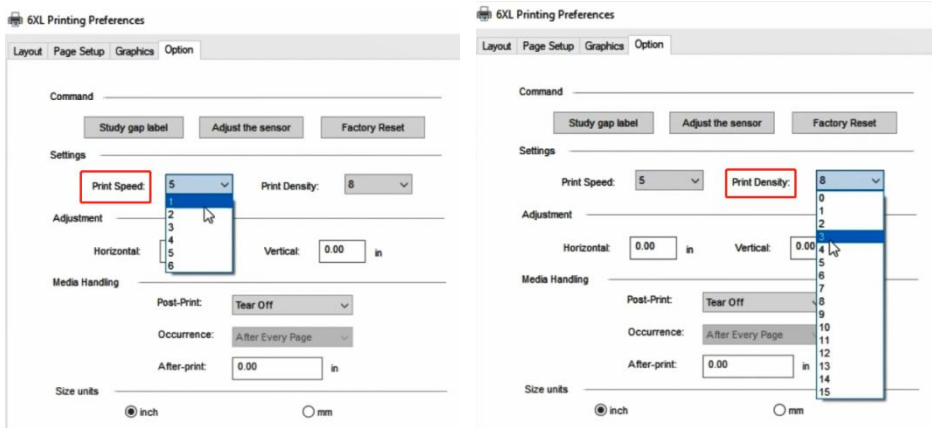 6XL Printing Preferences
Layout Page Setup Graphics Option
Command
Study gap label Adjust the sensor Factory Reset
Settings
Print Speed: 5 Print Density: 8
1
2
3
4
5
6
Adjustment
Horizontal: Vertical: 0.00 in
Media Handling
Post-Print: Tear Off
Occurrence: After Every Page
After-print: 0.00 in
Size units
inch mm
6XL Printing Preferences
Layout Page Setup Graphics Option
Command
Study gap label Adjust the sensor Factory Reset
Settings
Print Speed: 5 Print Density: 8
0
1
2
3
4
5
6
7
8
9
10
11
12
13
14
15
Adjustment
Horizontal: 0.00 in Vertical: 0.00
Media Handling
Post-Print: Tear Off
Occurrence: After Every Page
After-print: 0.00 in
Size units
inch mm